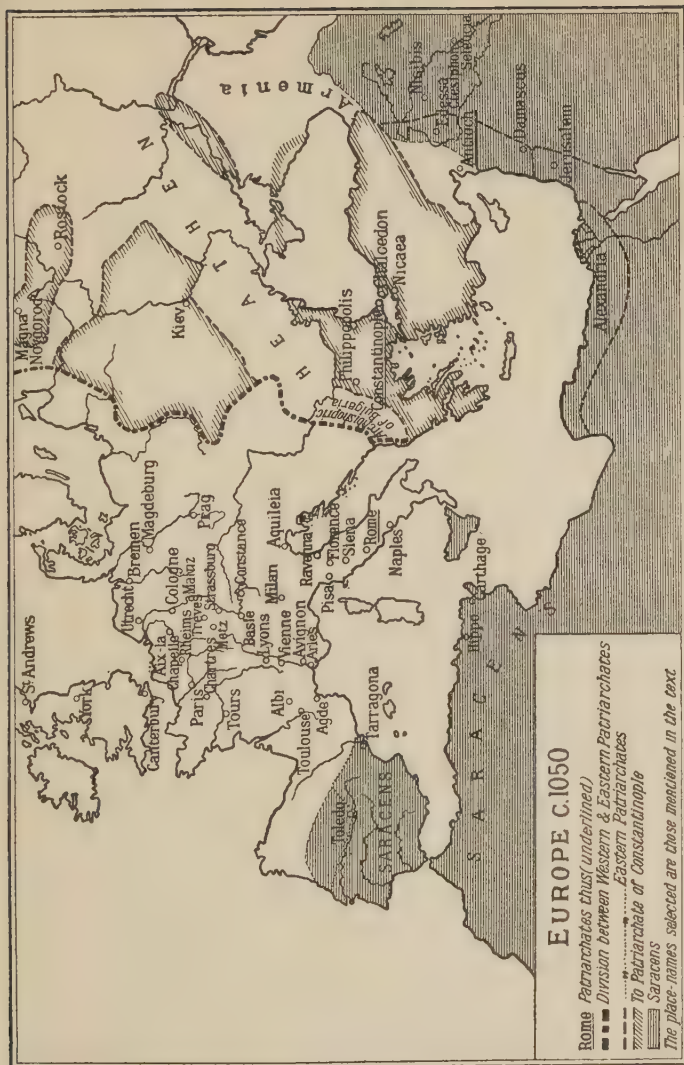 St. Andrews
York
Canterbury
Utrecht
Bremen
Magdeburg
Aix-la
Chapelle
Cologne
Prag
Rheims
Mainz
Treves
Paris
Chartres
Metz
Strassburg
Tours
Basle
Constance
Lyons
Milan
Aquileia
Vienne
Avignon
Arles
Albi
Toulouse
Agde
Tarragona
Toledo
SARACENS
Pisa
Ravenna
Florence
Siena
Rome
Naples
Hippo
Carthage
SARACENS
Magna
Novgorod
Rostock
Kiev
HEATHEN
Armenia
Archbishopric
of Bulgaria
Philippopolis
Constantinople
Chalcedon
Nicaea
Nisibis
Edessa
Ctesiphon
Seleucia
Antioch
Damascus
Jerusalem
Alexandria
EUROPE C.1050
Rome Patriarchates thus (underlined)
Division between Western & Eastern Patriarchates
Eastern Patriarchates
To Patriarchate of Constantinople
Saracens
The place-names selected are those mentioned in the text